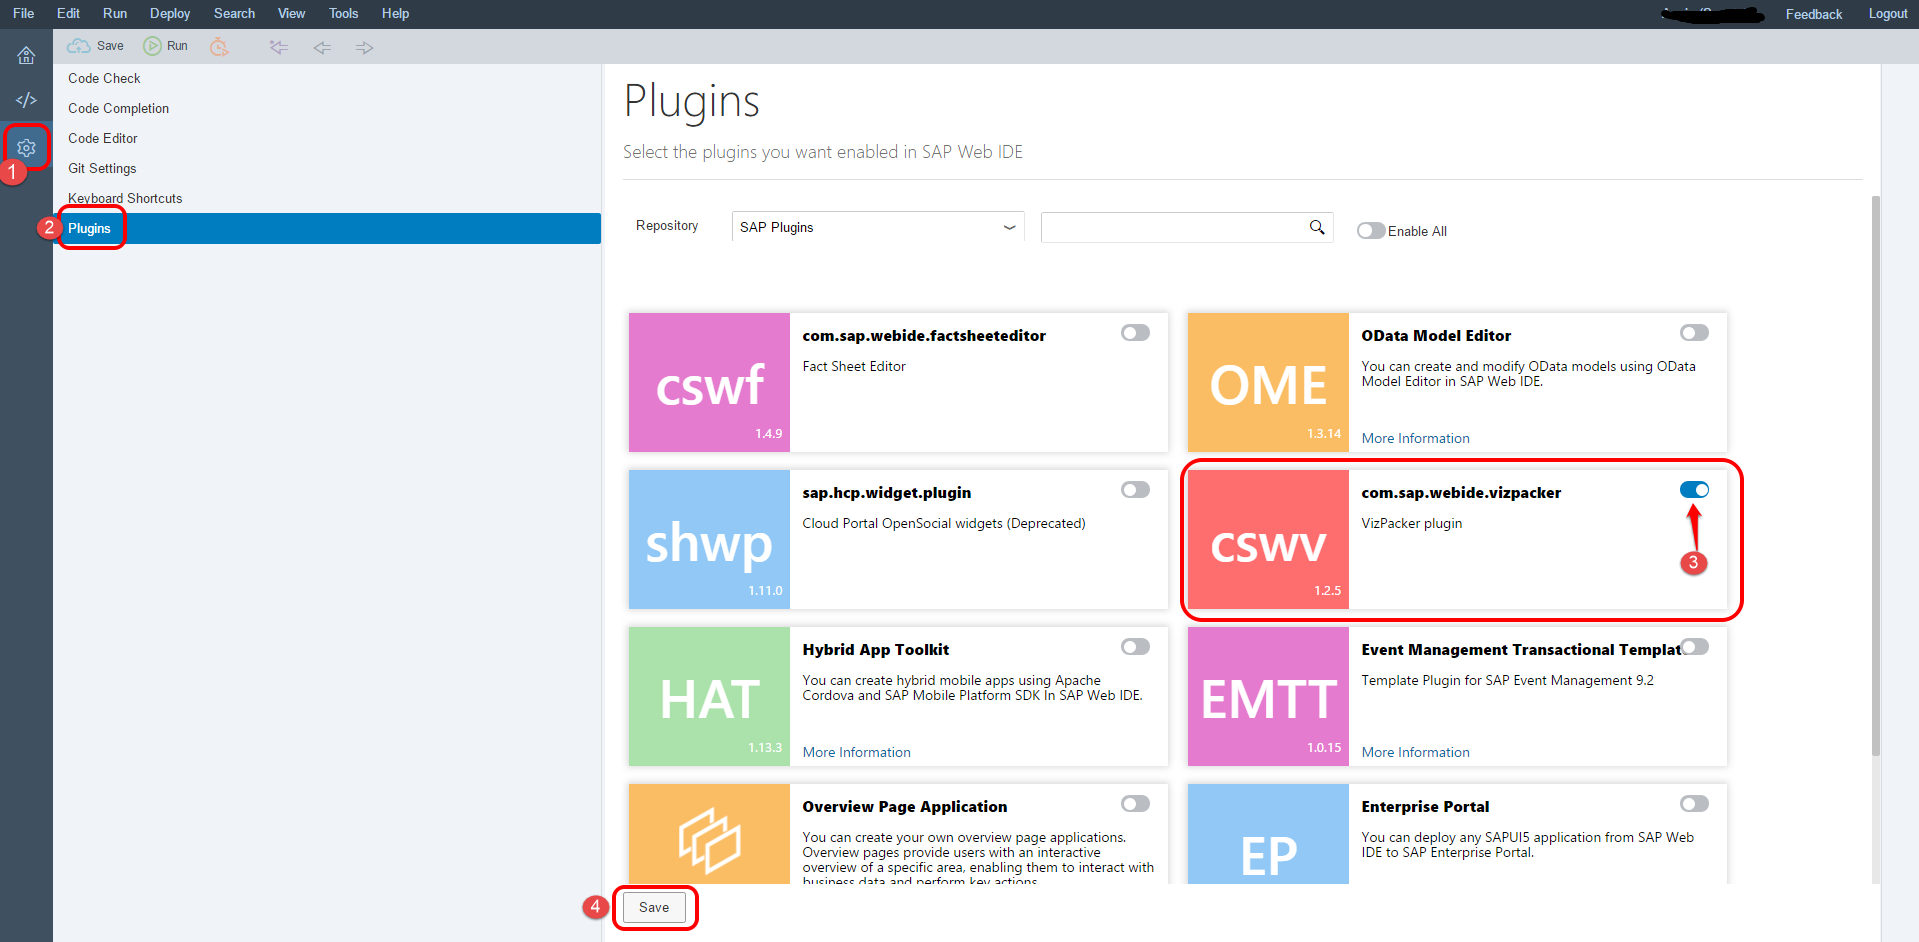 File Edit Run Deploy Search View Tools Help Feedback Logout
Save Run
Code Check
Code Completion
Code Editor
Git Settings
Keyboard Shortcuts
Plugins
1
2
Plugins
Select the plugins you want enabled in SAP Web IDE
Repository SAP Plugins Enable All
cswf
1.4.9
com.sap.webide.factsheeteditor
Fact Sheet Editor
OME
1.3.14
OData Model Editor
You can create and modify OData models using OData
Model Editor in SAP Web IDE.
More Information
shwp
1.11.0
sap.hcp.widget.plugin
Cloud Portal OpenSocial widgets (Deprecated)
cswv
1.2.5
com.sap.webide.vizpacker
VizPacker plugin
3
HAT
1.13.3
Hybrid App Toolkit
You can create hybrid mobile apps using Apache
Cordova and SAP Mobile Platform SDK In SAP Web IDE.
More Information
EMTT
1.0.15
Event Management Transactional Templat
Template Plugin for SAP Event Management 9.2
More Information
Overview Page Application
You can create your own overview page applications.
Overview pages provide users with an interactive
overview of a specific area, enabling them to interact with
business data and perform key actions.
EP
Enterprise Portal
You can deploy any SAPUI5 application from SAP Web
IDE to SAP Enterprise Portal.
4
Save